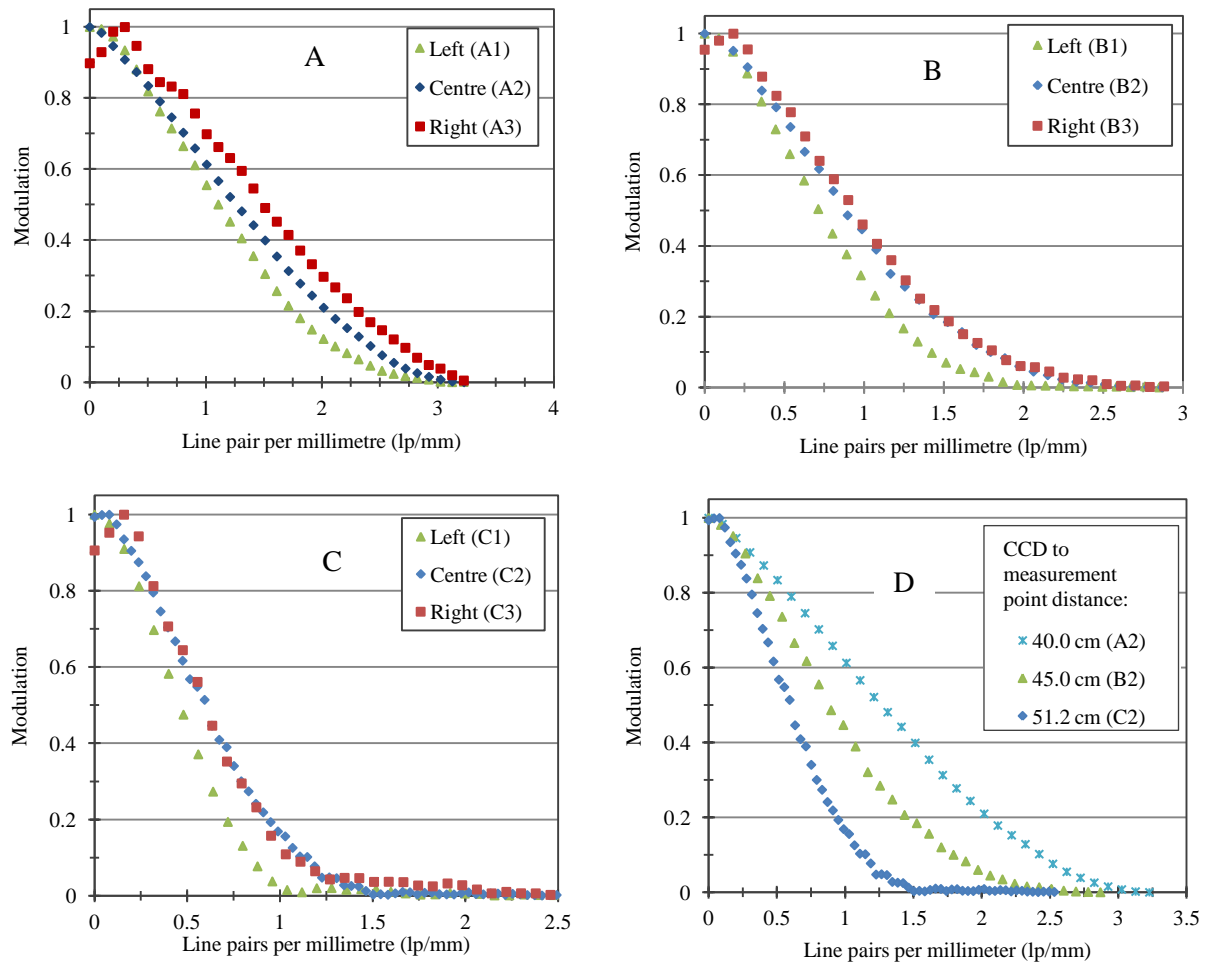 A
Left (A1)
Centre (A2)
Right (A3)
Modulation
1
0.8
0.6
0.4
0.2
0
0 1 2 3 4
Line pair per millimetre (lp/mm)
B
Left (B1)
Centre (B2)
Right (B3)
Modulation
1
0.8
0.6
0.4
0.2
0
0 0.5 1 1.5 2 2.5 3
Line pairs per millimetre (lp/mm)
C
Left (C1)
Centre (C2)
Right (C3)
Modulation
1
0.8
0.6
0.4
0.2
0
0 0.5 1 1.5 2 2.5
Line pairs per millimetre (lp/mm)
D
CCD to
measurement
point distance:
40.0 cm (A2)
45.0 cm (B2)
51.2 cm (C2)
Modulation
1
0.8
0.6
0.4
0.2
0
0 0.5 1 1.5 2 2.5 3 3.5
Line pairs per millimeter (lp/mm)